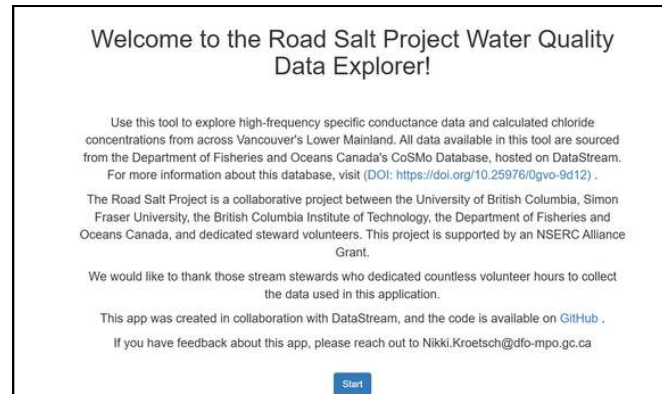 Welcome to the Road Salt Project Water Quality
Data Explorer!
Use this tool to explore high-frequency specific conductance data and calculated chloride
concentrations from across Vancouver's Lower Mainland. All data available in this tool are sourced
from the Department of Fisheries and Oceans Canada's CoSMo Database, hosted on DataStream.
For more information about this database, visit (DOI: https://doi.org/10.25976/0gvo-9d12) .
The Road Salt Project is a collaborative project between the University of British Columbia, Simon
Fraser University, the British Columbia Institute of Technology, the Department of Fisheries and
Oceans Canada, and dedicated steward volunteers. This project is supported by an NSERC Alliance
Grant.
We would like to thank those stream stewards who dedicated countless volunteer hours to collect
the data used in this application.
This app was created in collaboration with DataStream, and the code is available on GitHub .
If you have feedback about this app, please reach out to Nikki.Kroetsch@dfo-mpo.gc.ca
Start